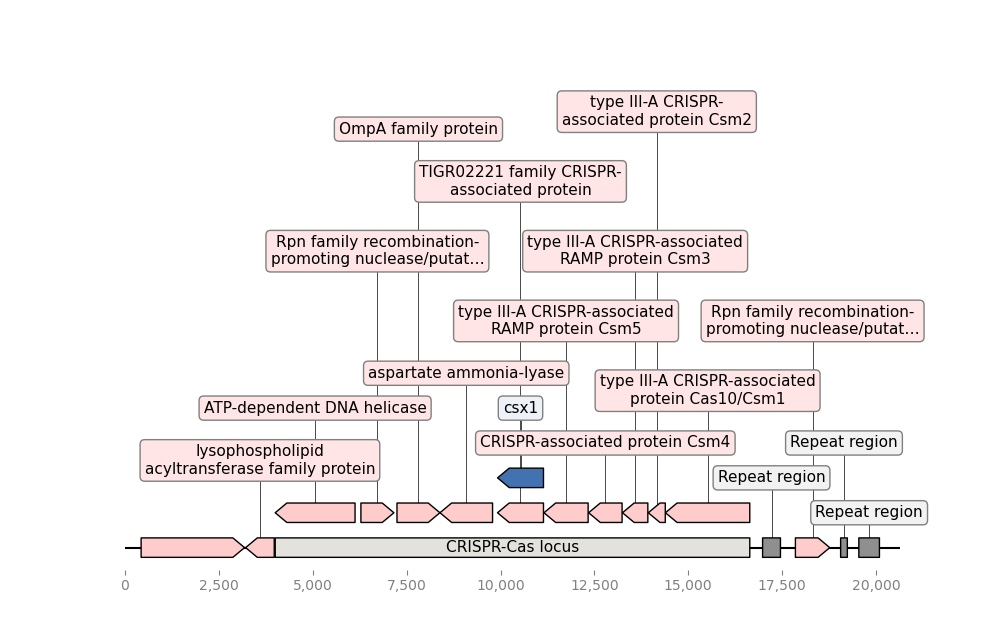 type III-A CRISPR-
associated protein Csm2
OmpA family protein
TIGR02221 family CRISPR-
associated protein
Rpn family recombination-
promoting nuclease/putat...
type III-A CRISPR-associated
RAMP protein Csm3
type III-A CRISPR-associated
RAMP protein Csm5
Rpn family recombination-
promoting nuclease/putat...
aspartate ammonia-lyase
type III-A CRISPR-associated
protein Cas10/Csm1
ATP-dependent DNA helicase
csx1
CRISPR-associated protein Csm4
Repeat region
lysophospholipid
acyltransferase family protein
Repeat region
Repeat region
CRISPR-Cas locus
0 2,500 5,000 7,500 10,000 12,500 15,000 17,500 20,000